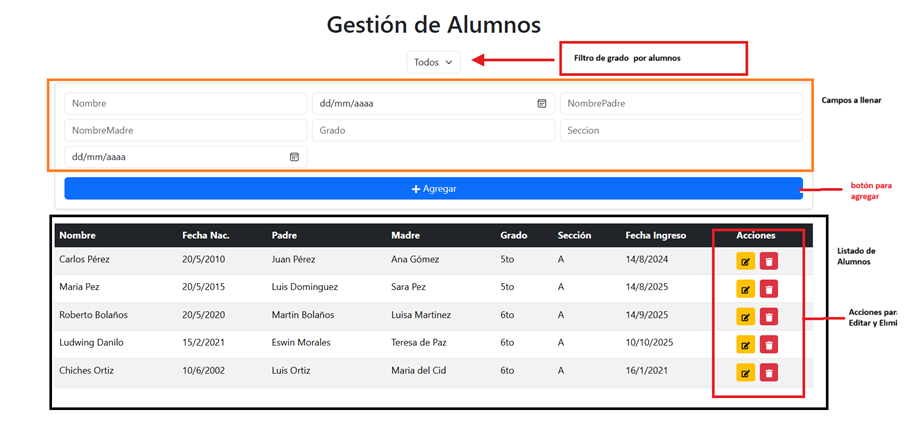 Gestión de Alumnos
Todos
Filtro de grado por alumnos
Campos a llenar
Nombre dd/mm/aaaa NombrePadre
NombreMadre Grado Seccion
dd/mm/aaaa
+ Agregar
botón para
agregar
Nombre Fecha Nac. Padre Madre Grado Sección Fecha Ingreso Acciones
Carlos Pérez 20/5/2010 Juan Pérez Ana Gómez 5to A 14/8/2024
Maria Pez 20/5/2015 Luis Dominguez Sara Pez 5to A 14/8/2025
Roberto Bolaños 20/5/2020 Martin Bolaños Luisa Martinez 6to A 14/9/2025
Ludwing Danilo 15/2/2021 Eswin Morales Teresa de Paz 6to A 10/10/2025
Chiches Ortiz 10/6/2002 Luis Ortiz Maria del Cid 6to A 16/1/2021
Listado de
Alumnos
Acciones par
Editar y Elimi